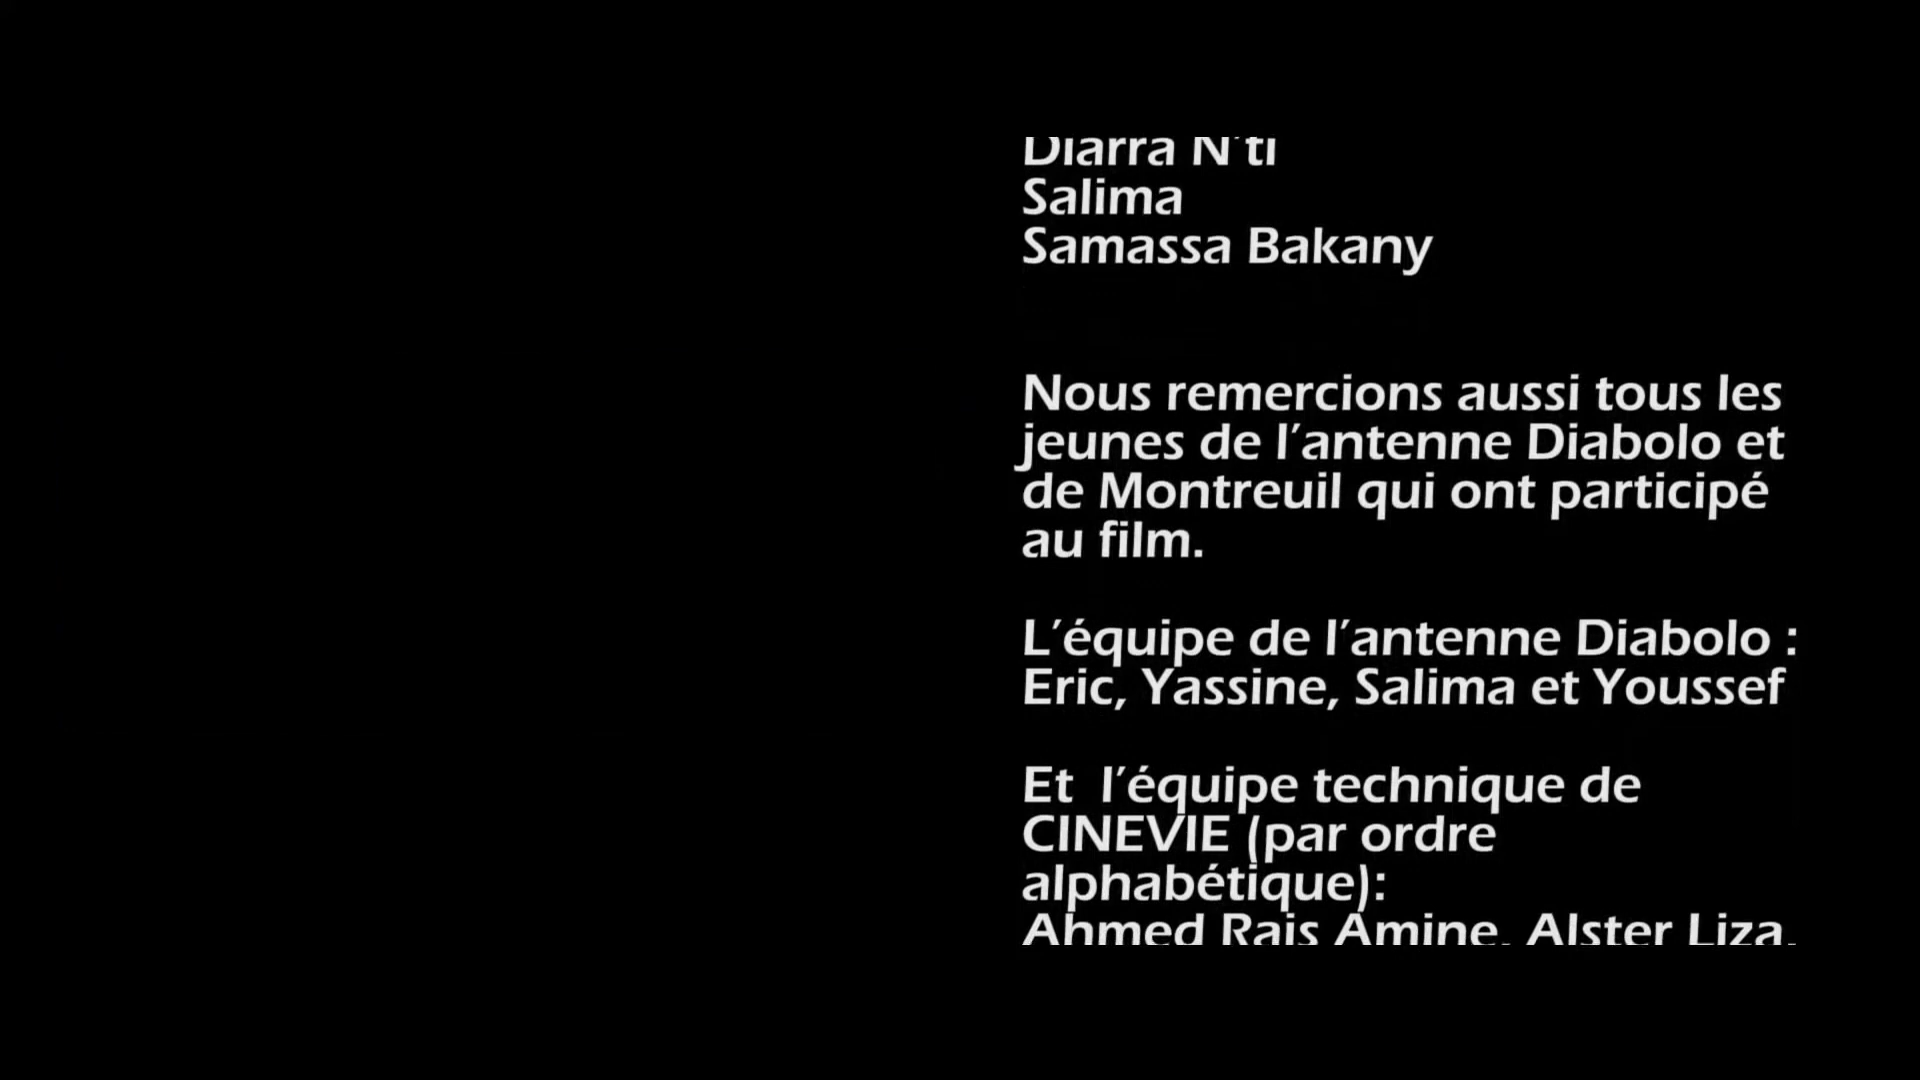 Diarra N'ti
Salima
Samassa Bakany
Nous remercions aussi tous les
jeunes de l'antenne Diabolo et
de Montreuil qui ont participé
au film.
L'équipe de l'antenne Diabolo :
Eric, Yassine, Salima et Youssef
Et  l'équipe technique de
CINEVIE (par ordre
alphabétique):
Ahmed Rais Amine, Alster Liza,